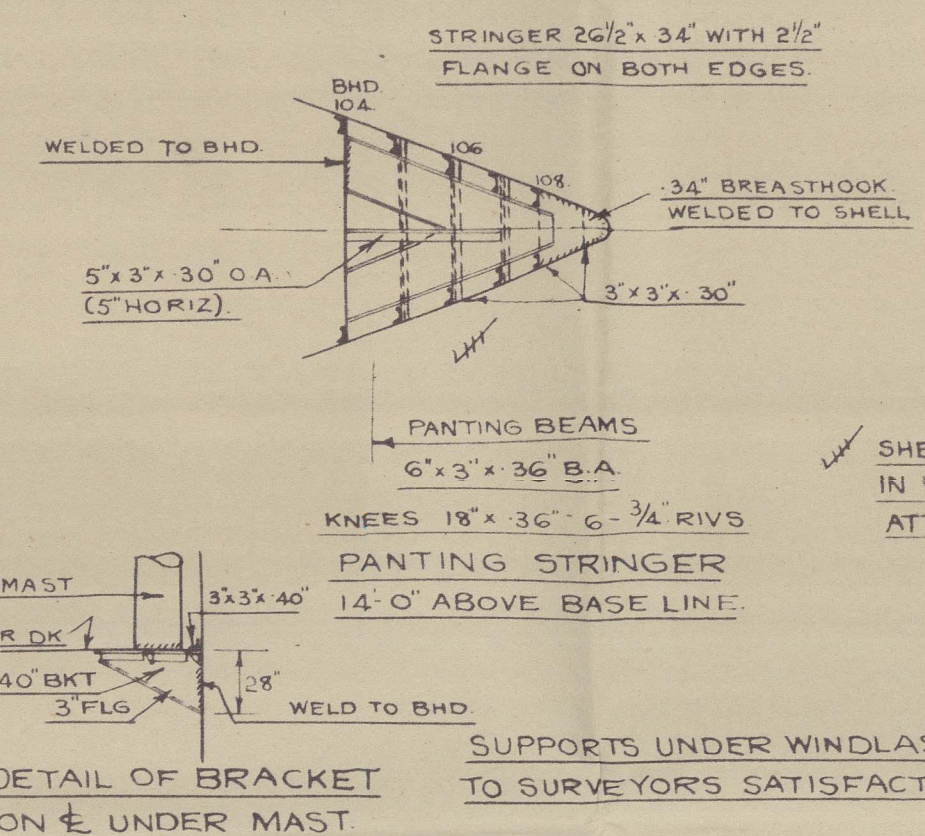 STRINGER 26½" x ·34" WITH 2½"
FLANGE ON BOTH EDGES.
BHD.
104.
WELDED TO BHD.
106
108.
·34" BREASTHOOK.
WELDED TO SHELL
5" x 3" x ·30" O.A.
(5" HORIZ).
3" x 3" x ·30"
PANTING BEAMS
6" x 3" x ·36" B.A.
KNEES 18" x ·36" - 6 - ¾" RIVS
PANTING STRINGER
14'-0" ABOVE BASE LINE.
SHE
IN
ATT
MAST
3" x 3" x ·40"
R DK
40" BKT
3" FLG
28"
WELD TO BHD.
DETAIL OF BRACKET
ON ℄ UNDER MAST.
SUPPORTS UNDER WINDLAS
TO SURVEYORS SATISFACT